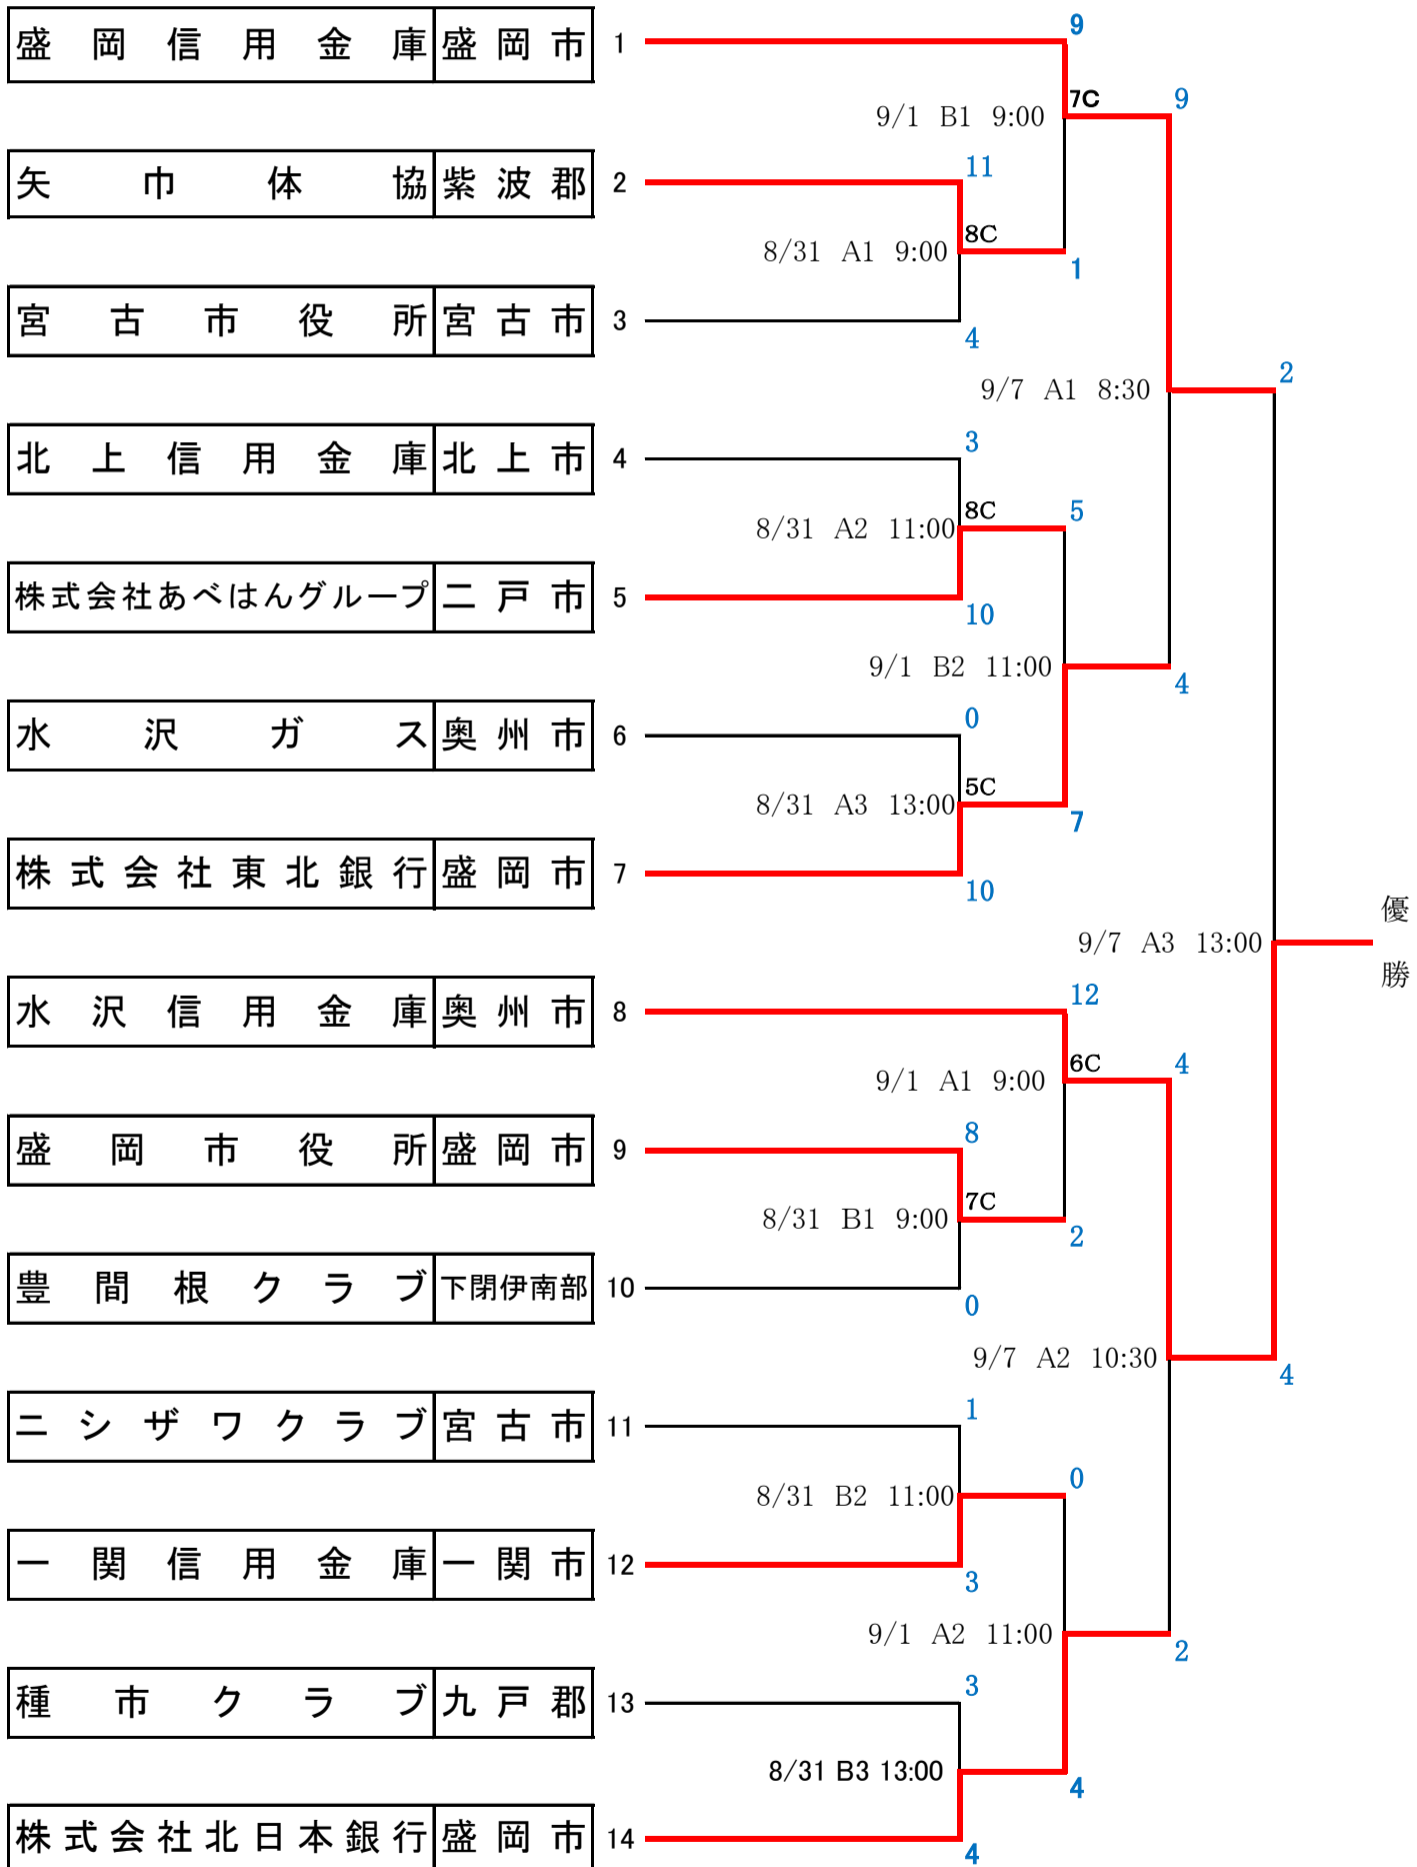 9
盛岡信用金庫 盛岡市 1
7C 9
9/1 B1 9:00
11
矢巾体協 紫波郡 2
8C
8/31 A1 9:00
1
宮古市役所 宮古市 3
4
2
9/7 A1 8:30
3
北上信用金庫 北上市 4
8C 5
8/31 A2 11:00
株式会社あべはんグループ 二戸市 5
10
9/1 B2 11:00
4
0
水沢ガス 奥州市 6
5C
8/31 A3 13:00
7
株式会社東北銀行 盛岡市 7
10
優勝
9/7 A3 13:00
12
水沢信用金庫 奥州市 8
6C 4
9/1 A1 9:00
8
盛岡市役所 盛岡市 9
7C
8/31 B1 9:00
2
豊間根クラブ 下閉伊南部 10
0
9/7 A2 10:30
4
1
ニシザワクラブ 宮古市 11
0
8/31 B2 11:00
一関信用金庫 一関市 12
3
9/1 A2 11:00
2
3
種市クラブ 九戸郡 13
8/31 B3 13:00
4
株式会社北日本銀行 盛岡市 14
4